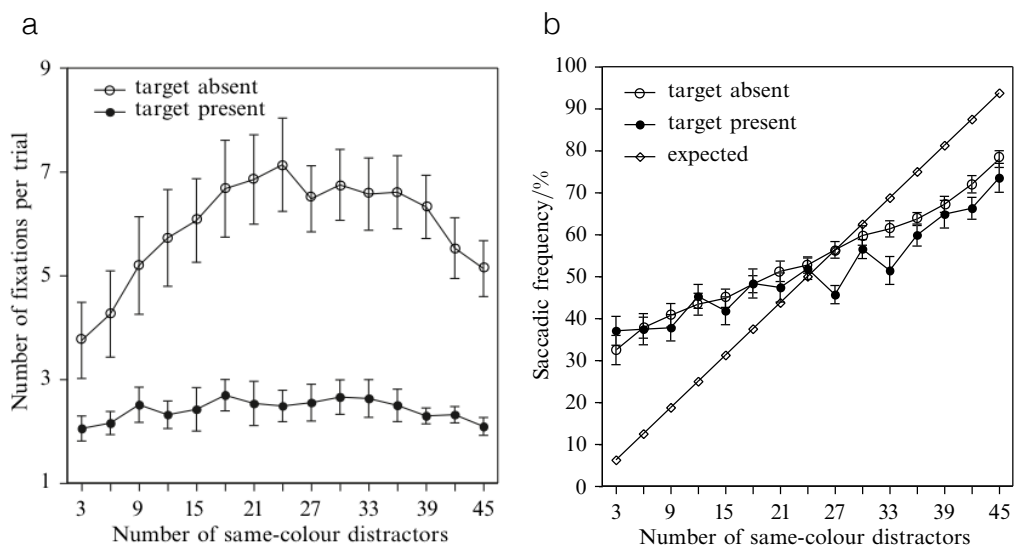 a
9
7
5
3
1
Number of fixations per trial
target absent
target present
3 9 15 21 27 33 39 45
Number of same-colour distractors
b
100
90
80
70
60
50
40
30
20
10
0
Saccadic frequency/%
target absent
target present
expected
3 9 15 21 27 33 39 45
Number of same-colour distractors